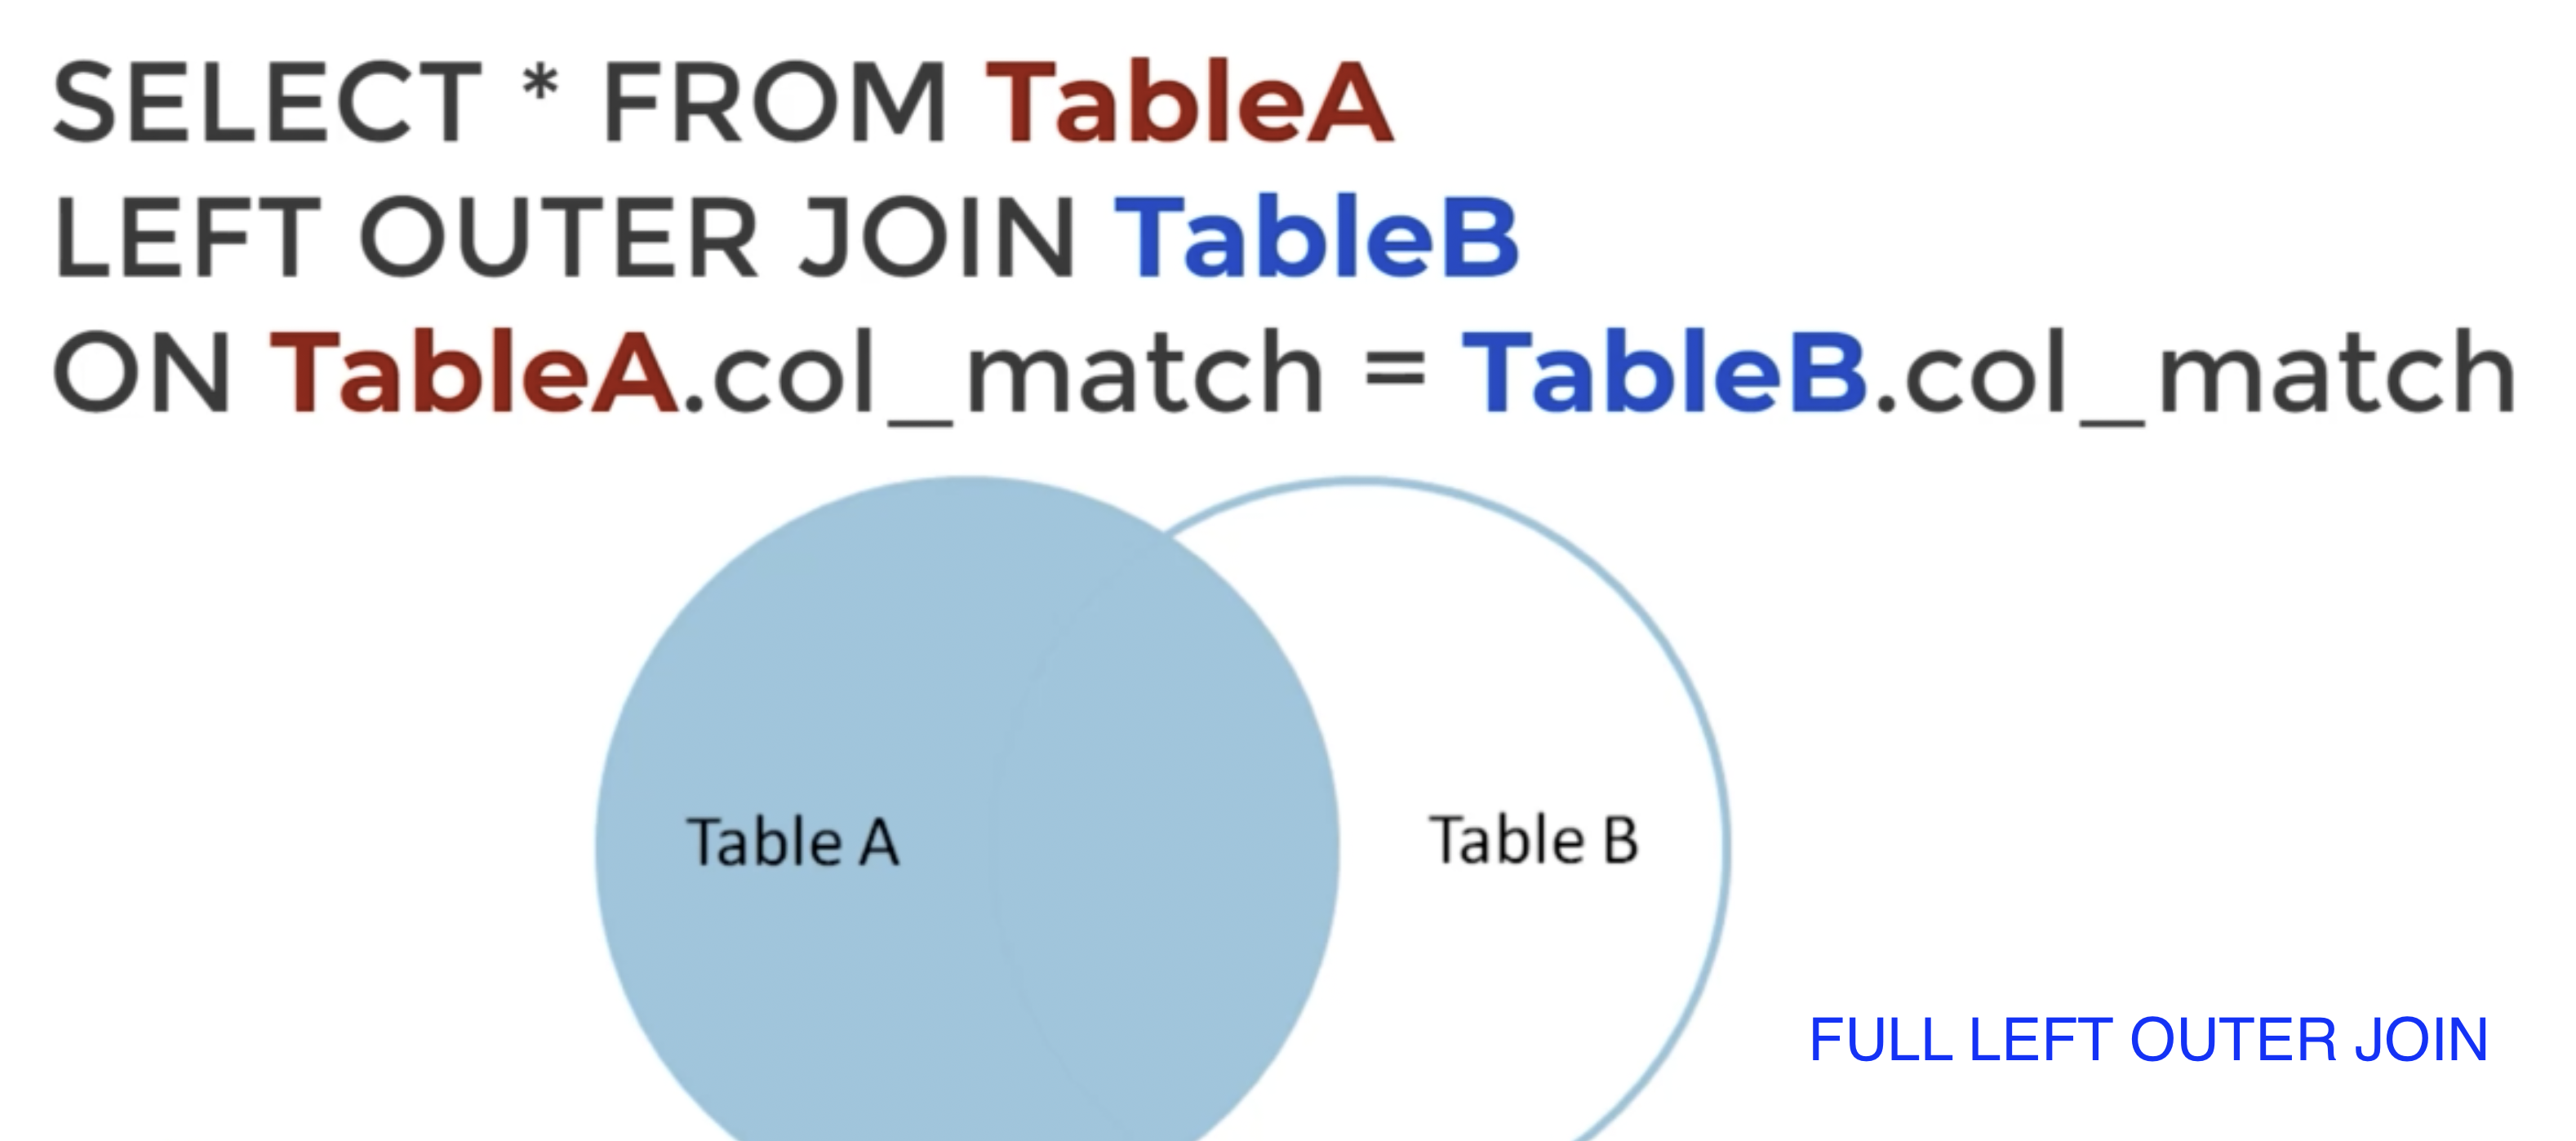 SELECT * FROM TableA
LEFT OUTER JOIN TableB
ON TableA.col_match = TableB.col_match
Table A
Table B
FULL LEFT OUTER JOIN